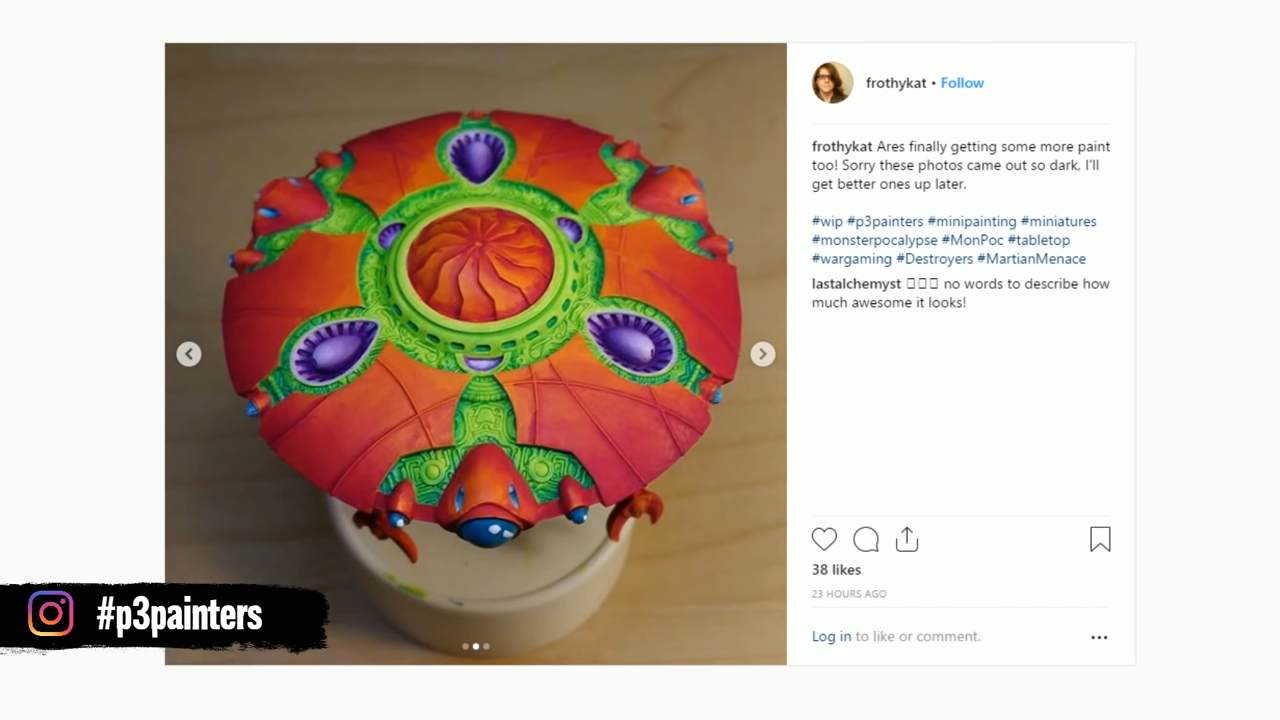 frothykat • Follow
frothykat Ares finally getting some more paint
too! Sorry these photos came out so dark, I'll
get better ones up later.
#wip #p3painters #minipainting #miniatures
#monsterpocalypse #MonPoc #tabletop
#wargaming #Destroyers #MartianMenace
lastalchemyst no words to describe how
much awesome it looks!
38 likes
23 HOURS AGO
Log in to like or comment.
#p3painters